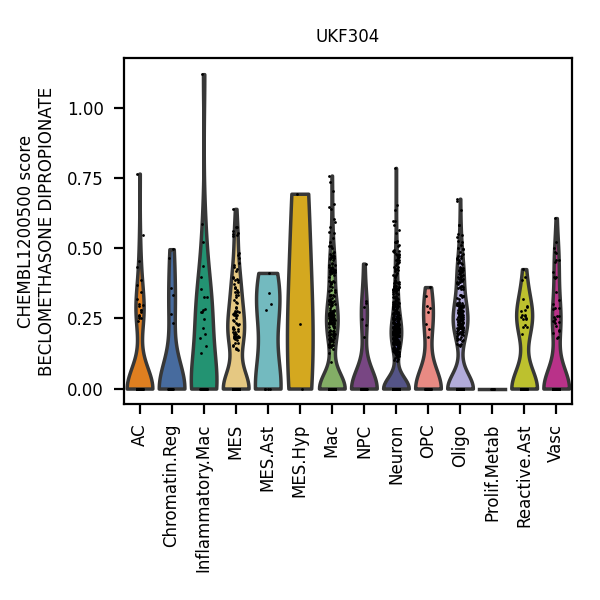 UKF304
CHEMBL1200500 score
BECLOMETHASONE DIPROPIONATE
1.00
0.75
0.50
0.25
0.00
AC
Chromatin.Reg
Inflammatory.Mac
MES
MES.Ast
MES.Hyp
Mac
NPC
Neuron
OPC
Oligo
Prolif.Metab
Reactive.Ast
Vasc